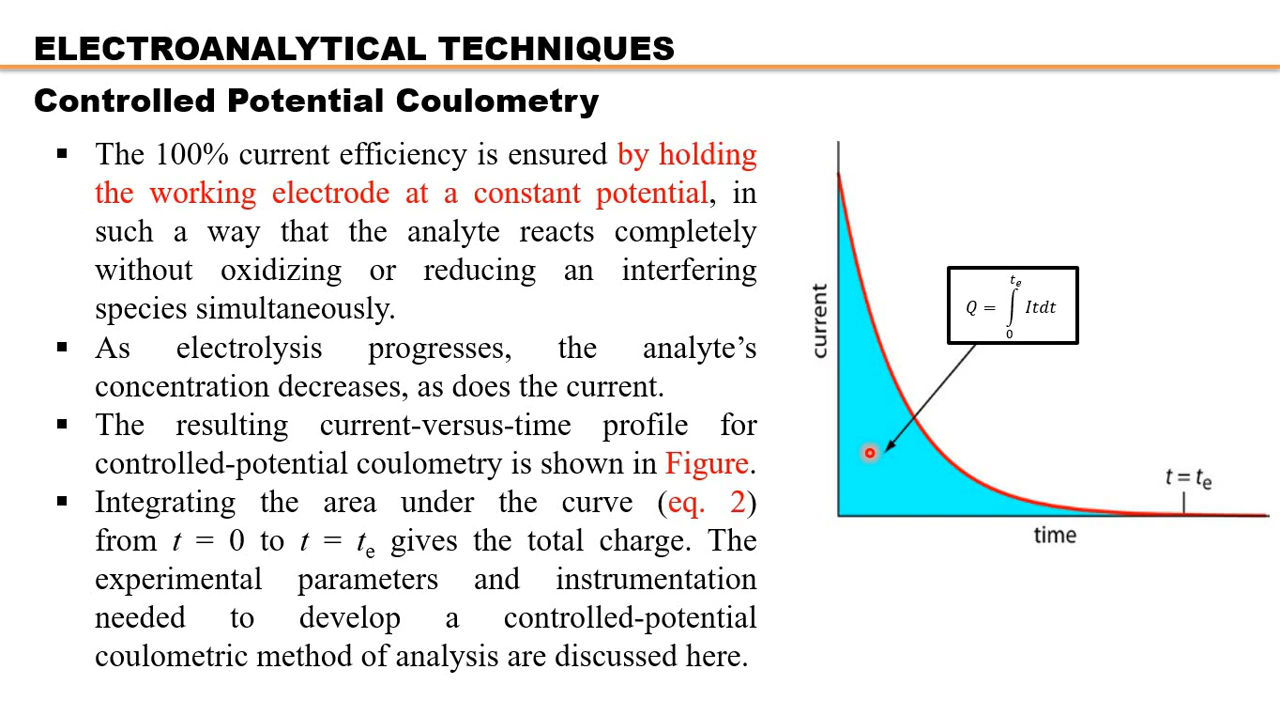 ELECTROANALYTICAL TECHNIQUES
Controlled Potential Coulometry
▪ The 100% current efficiency is ensured by holding
the working electrode at a constant potential, in
such a way that the analyte reacts completely
without oxidizing or reducing an interfering
species simultaneously.
▪ As electrolysis progresses, the analyte’s
concentration decreases, as does the current.
▪ The resulting current-versus-time profile for
controlled-potential coulometry is shown in Figure.
▪ Integrating the area under the curve (eq. 2)
from t = 0 to t = te gives the total charge. The
experimental parameters and instrumentation
needed to develop a controlled-potential
coulometric method of analysis are discussed here.
current
te
Q = ∫ Itdt
0
t = te
time